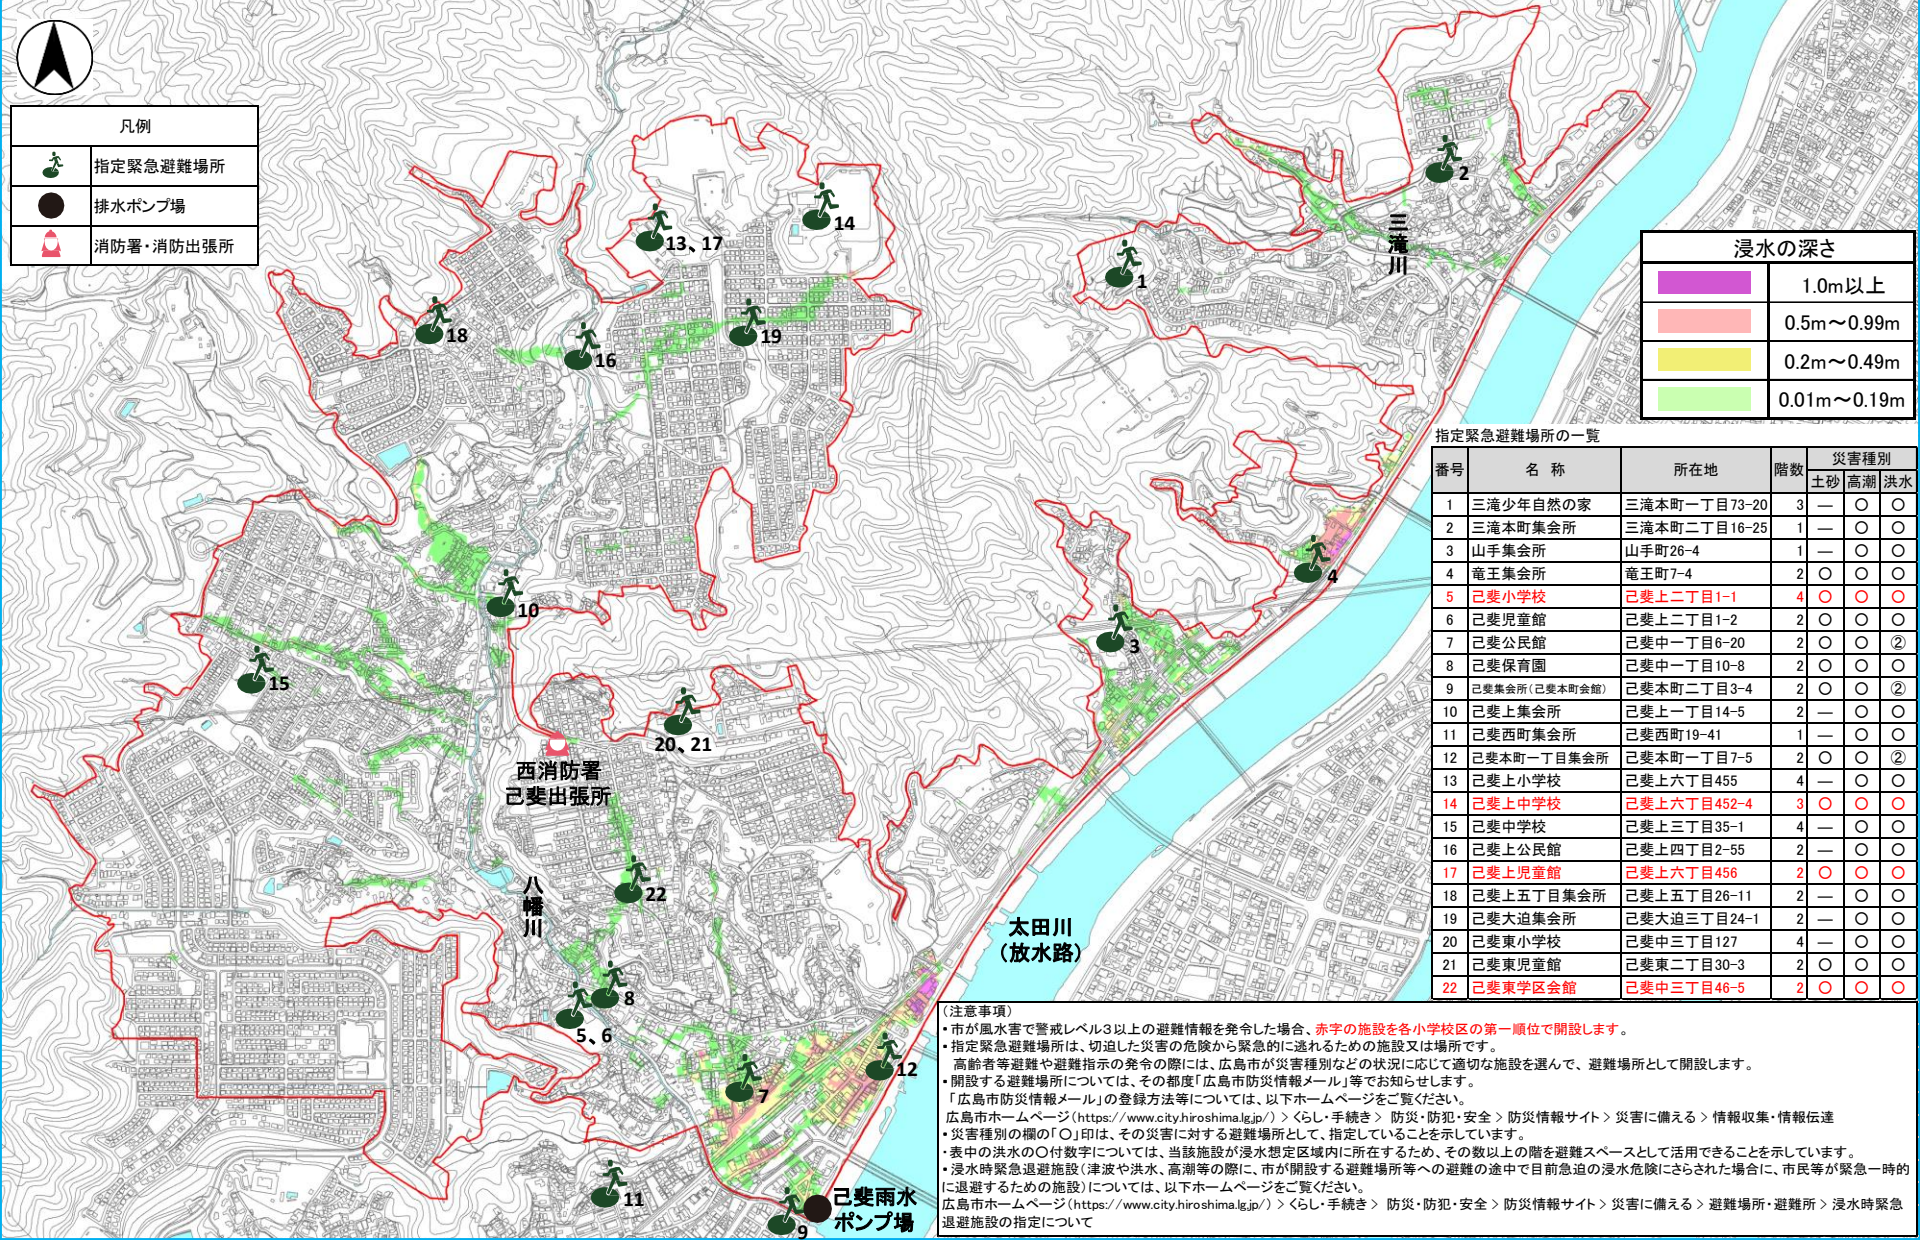 凡例
指定緊急避難場所
排水ポンプ場
消防署・消防出張所
13、17
14
2
三滝川
1
18
16
19
浸水の深さ
1.0m以上
0.5m～0.99m
0.2m～0.49m
0.01m～0.19m
10
15
4
3
20、21
西消防署
己斐出張所
22
八幡川
太田川
（放水路）
8
5、6
7
12
11
9
己斐雨水
ポンプ場
指定緊急避難場所の一覧
番号 名 称 所在地 階数 災害種別
土砂 高潮 洪水
1 三滝少年自然の家 三滝本町一丁目73-20 3 ― ○ ○
2 三滝本町集会所 三滝本町二丁目16-25 1 ― ○ ○
3 山手集会所 山手町26-4 1 ― ○ ○
4 竜王集会所 竜王町7-4 2 ○ ○ ○
5 己斐小学校 己斐上二丁目1-1 4 ○ ○ ○
6 己斐児童館 己斐上二丁目1-2 2 ○ ○ ○
7 己斐公民館 己斐中一丁目6-20 2 ○ ○ ②
8 己斐保育園 己斐中一丁目10-8 2 ○ ○ ○
9 己斐集会所（己斐本町会館） 己斐本町二丁目3-4 2 ○ ○ ②
10 己斐上集会所 己斐上一丁目14-5 2 ― ○ ○
11 己斐西町集会所 己斐西町19-41 1 ― ○ ○
12 己斐本町一丁目集会所 己斐本町一丁目7-5 2 ○ ○ ②
13 己斐上小学校 己斐上六丁目455 4 ― ○ ○
14 己斐上中学校 己斐上六丁目452-4 3 ○ ○ ○
15 己斐中学校 己斐上三丁目35-1 4 ― ○ ○
16 己斐上公民館 己斐上四丁目2-55 2 ― ○ ○
17 己斐上児童館 己斐上六丁目456 2 ○ ○ ○
18 己斐上五丁目集会所 己斐上五丁目26-11 2 ― ○ ○
19 己斐大迫集会所 己斐大迫三丁目24-1 2 ― ○ ○
20 己斐東小学校 己斐中三丁目127 4 ― ○ ○
21 己斐東児童館 己斐東二丁目30-3 2 ○ ○ ○
22 己斐東学区会館 己斐中三丁目46-5 2 ○ ○ ○
（注意事項）
・市が風水害で警戒レベル３以上の避難情報を発令した場合、赤字の施設を各小学校区の第一順位で開設します。
・指定緊急避難場所は、切迫した災害の危険から緊急的に逃れるための施設又は場所です。
高齢者等避難や避難指示の発令の際には、広島市が災害種別などの状況に応じて適切な施設を選んで、避難場所として開設します。
・開設する避難場所については、その都度「広島市防災情報メール」等でお知らせします。
「広島市防災情報メール」の登録方法等については、以下ホームページをご覧ください。
広島市ホームページ（https://www.city.hiroshima.lg.jp/）＞くらし・手続き＞ 防災・防犯・安全＞防災情報サイト＞災害に備える＞情報収集・情報伝達
・災害種別の欄の「○」印は、その災害に対する避難場所として、指定していることを示しています。
・表中の洪水の○付数字については、当該施設が浸水想定区域内に所在するため、その数以上の階を避難スペースとして活用できることを示しています。
・浸水時緊急退避施設（津波や洪水、高潮等の際に、市が開設する避難場所等への避難の途中で目前急迫の浸水危険にさらされた場合に、市民等が緊急一時的
に退避するための施設）については、以下ホームページをご覧ください。
広島市ホームページ（https://www.city.hiroshima.lg.jp/）＞くらし・手続き＞ 防災・防犯・安全＞防災情報サイト＞災害に備える＞避難場所・避難所＞浸水時緊急
退避施設の指定について